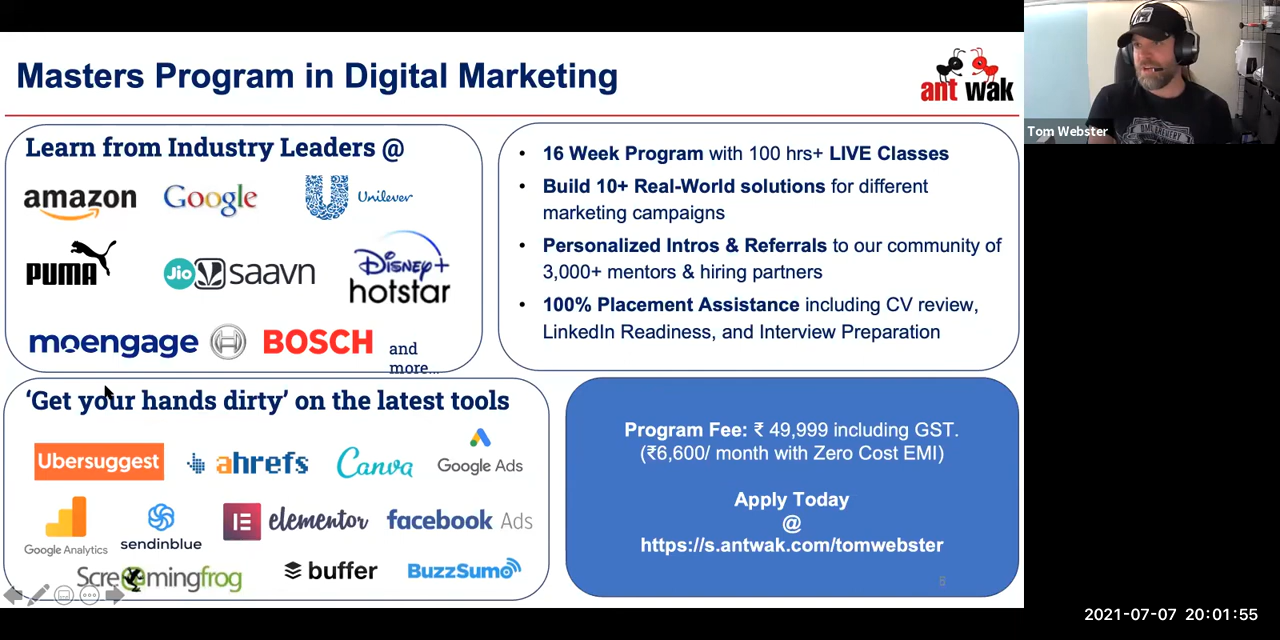 Masters Program in Digital Marketing
ant wak
Tom Webster
Learn from Industry Leaders @
amazon Google Unilever
PUMA Jio saavn Disney+ hotstar
moengage BOSCH and more...
• 16 Week Program with 100 hrs+ LIVE Classes
• Build 10+ Real-World solutions for different
marketing campaigns
• Personalized Intros & Referrals to our community of
3,000+ mentors & hiring partners
• 100% Placement Assistance including CV review,
LinkedIn Readiness, and Interview Preparation
‘Get your hands dirty’ on the latest tools
Ubersuggest ahrefs Canva Google Ads
Google Analytics sendinblue elementor facebook Ads
Screamingfrog buffer BuzzSumo
Program Fee: ₹ 49,999 including GST.
(₹6,600/ month with Zero Cost EMI)
Apply Today
@
https://s.antwak.com/tomwebster
2021-07-07 20:01:55